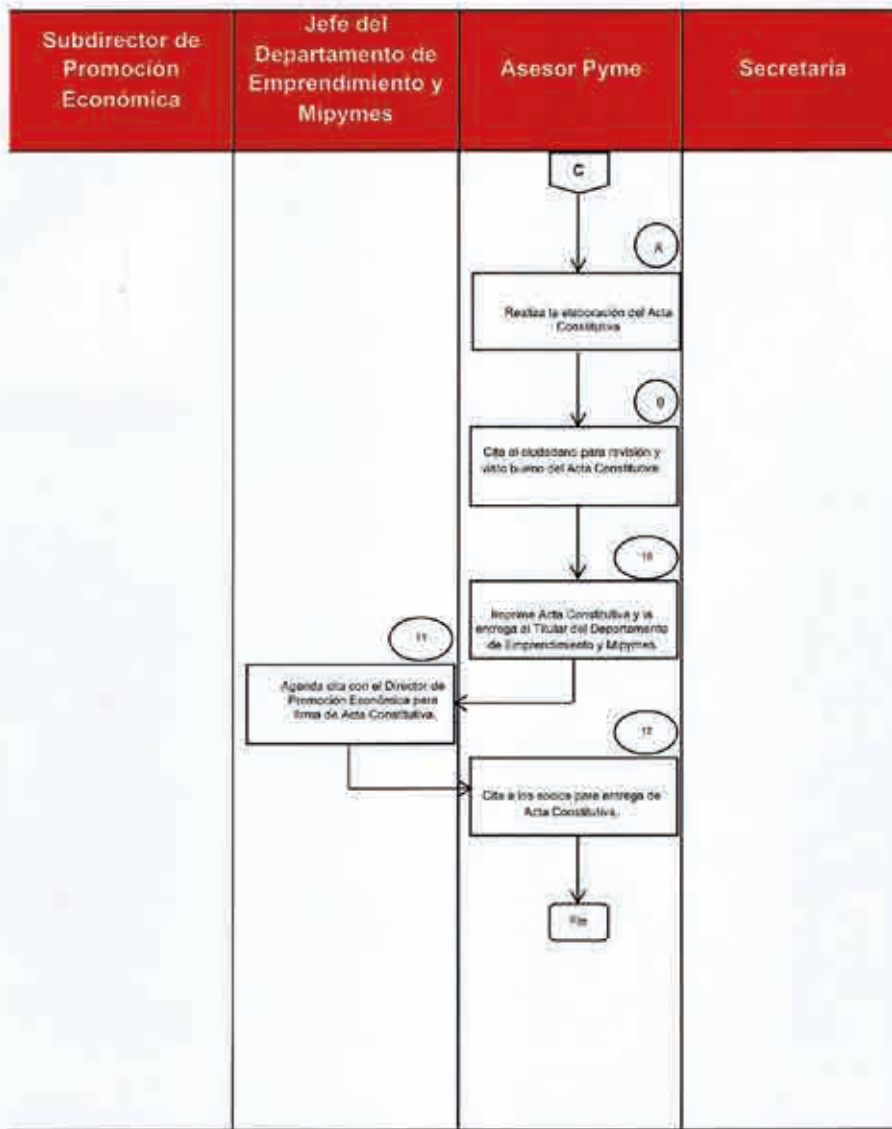 Subdirector de
Promoción
Económica
Jefe del
Departamento de
Emprendimiento y
Mipymes
Asesor Pyme
Secretaria
C
Realiza la elaboración del Acta
Constitutiva
9
Cita al ciudadano para revisión y
visto bueno del Acta Constitutiva.
10
Imprime Acta Constitutiva y la
entrega al Titular del Departamento
de Emprendimiento y Mipymes.
11
Agenda cita con el Director de
Promoción Económica para
firma de Acta Constitutiva.
12
Cita a los socios para entrega de
Acta Constitutiva.
Fin